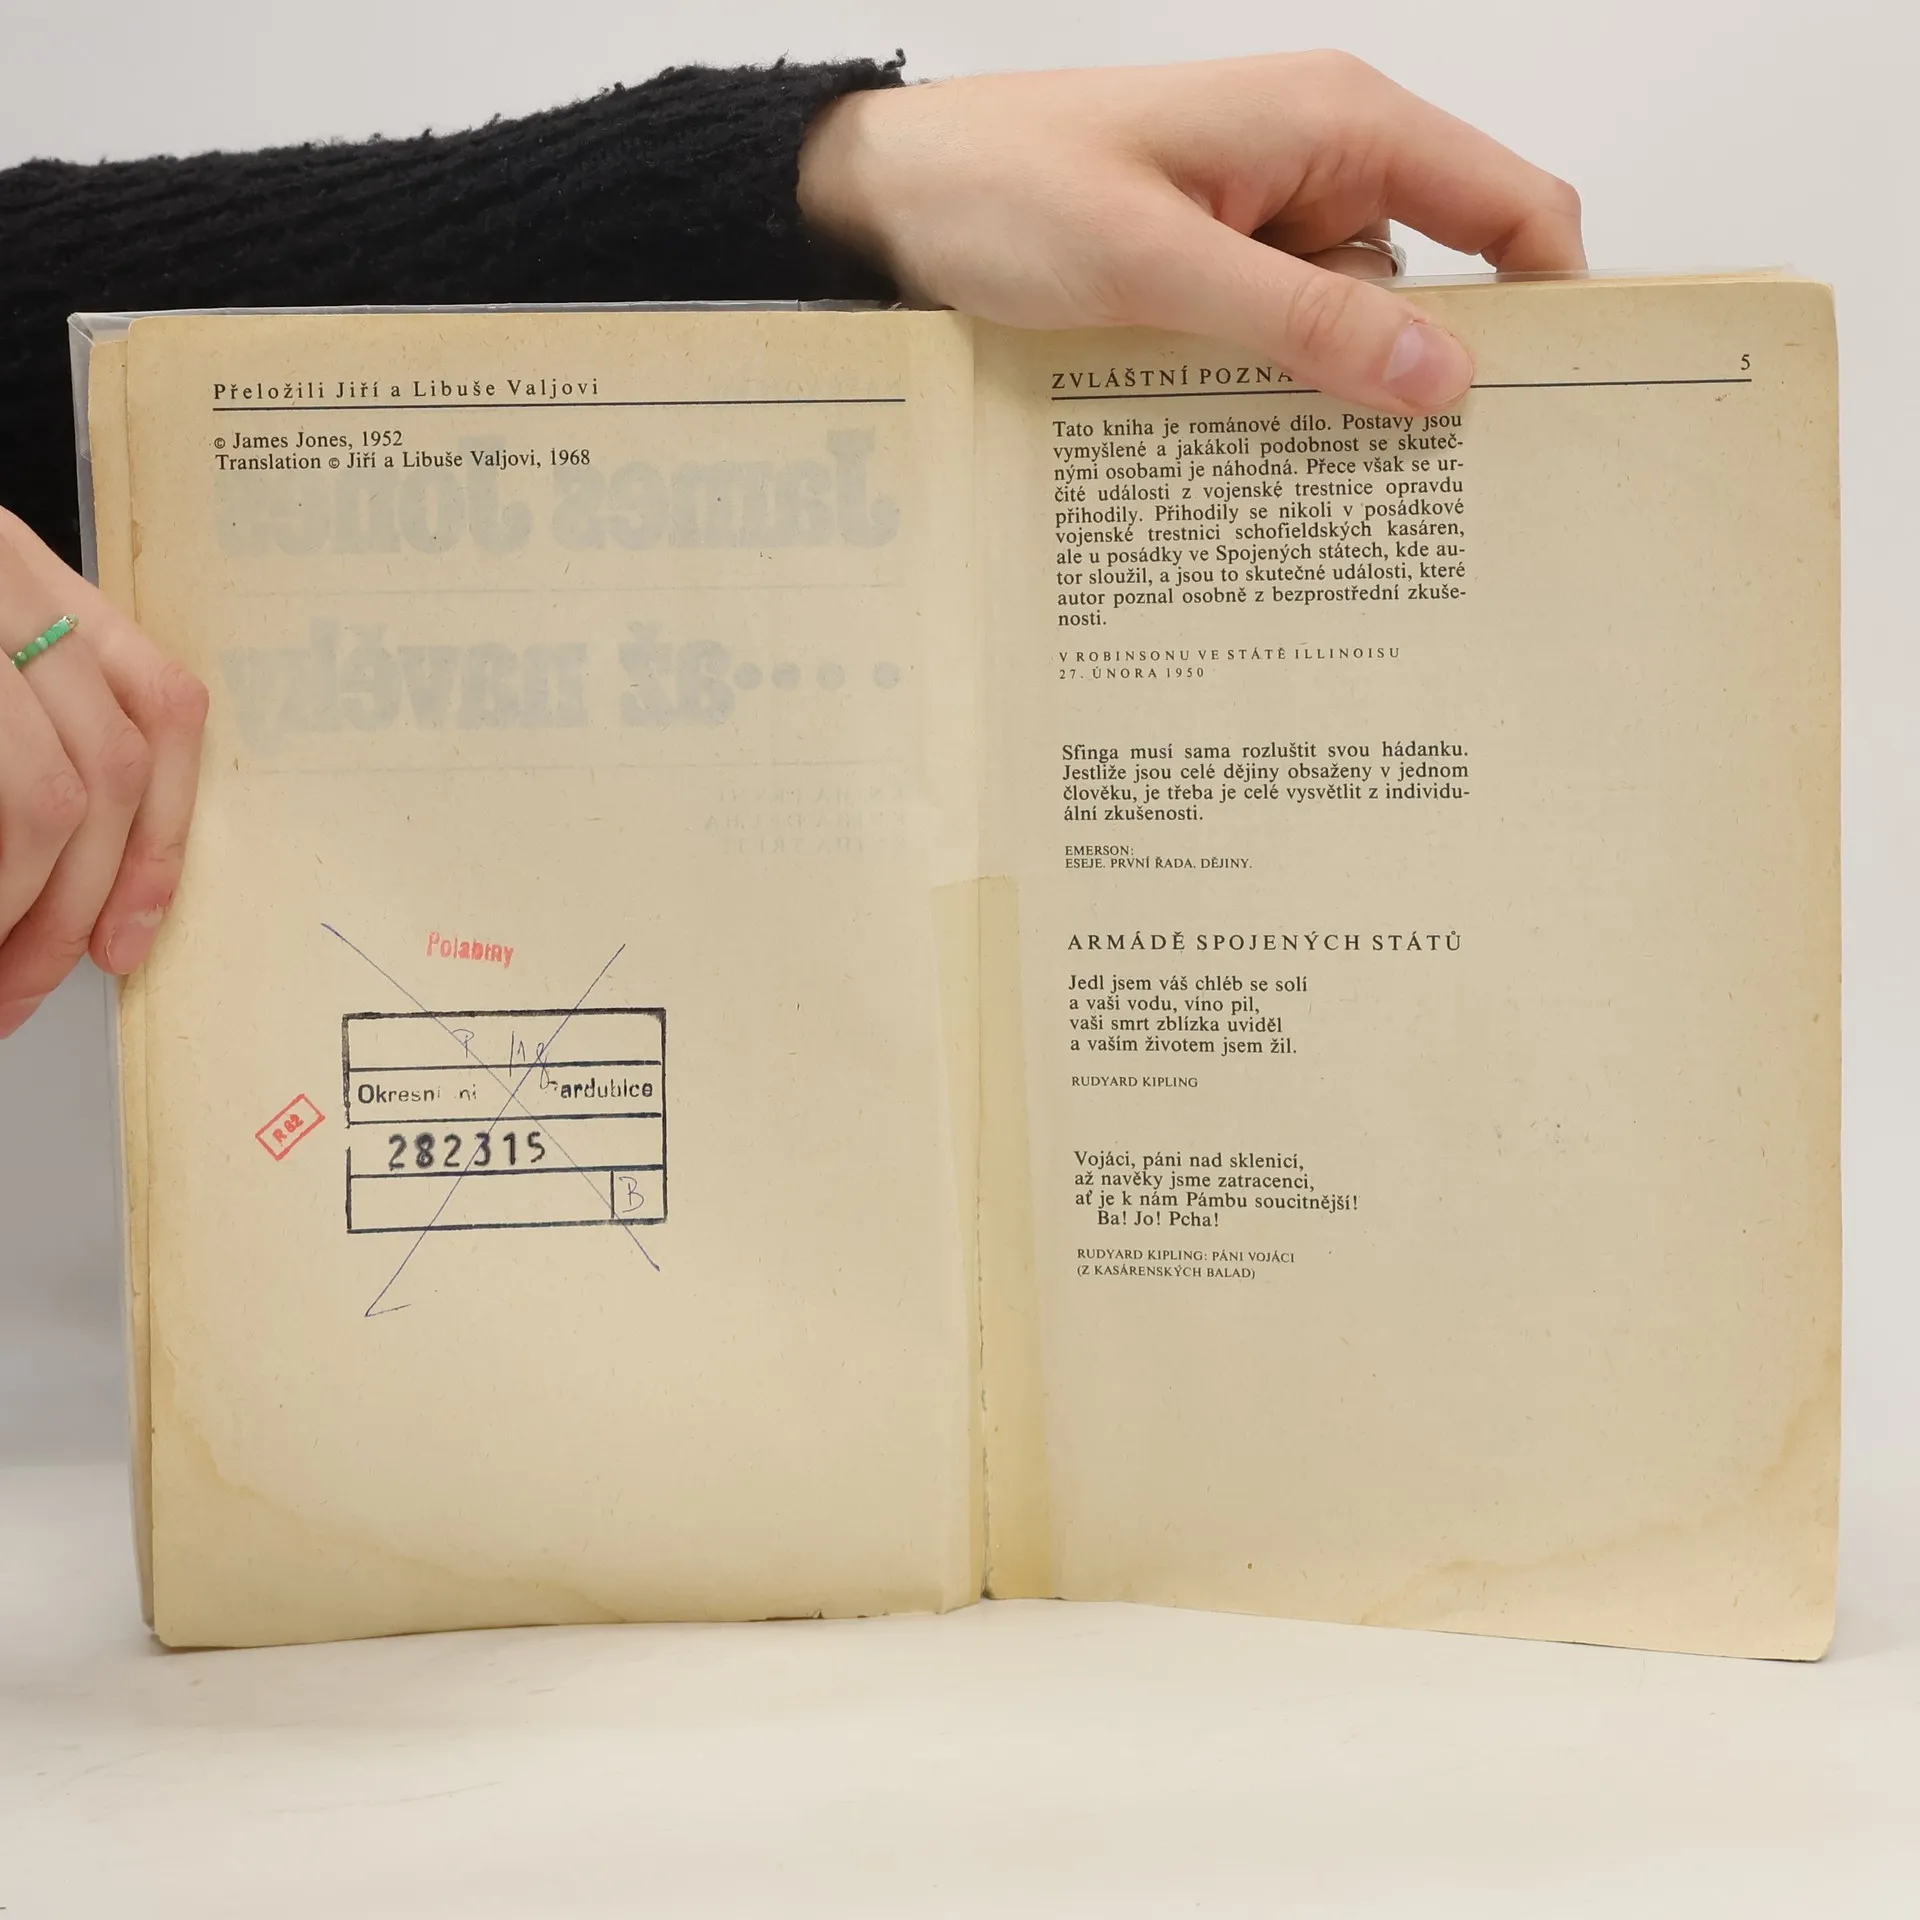 Přeložili Jiří a Libuše Valjovi
© James Jones, 1952
Translation © Jiří a Libuše Valjovi, 1968
James Jones
....až navěky
Polabiny
R 82
Okresní
282315
B
5
ZVLÁŠTNÍ
Tato kniha je románové dílo. Postavy jsou
vymyšlené a jakákoli podobnost se skuteč-
nými osobami je náhodná. Přece však se ur-
čité události z vojenské trestnice opravdu
přihodily. Přihodily se nikoli v posádkové
vojenské trestnici schofieldských kasáren,
ale u posádky ve Spojených státech, kde au-
tor sloužil, a jsou to skutečné události, které
autor poznal osobně z bezprostřední zkuše-
nosti.
V ROBINSONU VE STÁTĚ ILLINOISU
27. ÚNORA 1950
Sfinga musí sama rozluštit svou hádanku.
Jestliže jsou celé dějiny obsaženy v jednom
člověku, je třeba je celé vysvětlit z individu-
ální zkušenosti.
EMERSON:
ESEJE. PRVNÍ ŘADA. DĚJINY.
ARMÁDĚ SPOJENÝCH STÁTŮ
Jedl jsem váš chléb se solí
a vaši vodu, víno pil,
vaši smrt zblízka uviděl
a vaším životem jsem žil.
RUDYARD KIPLING
Vojáci, páni nad sklenicí,
až navěky jsme zatracenci,
ať je k nám Pámbu soucitnější!
Ba! Jo! Pcha!
RUDYARD KIPLING: PÁNI VOJÁCI
(Z KASÁRENSKÝCH BALAD)